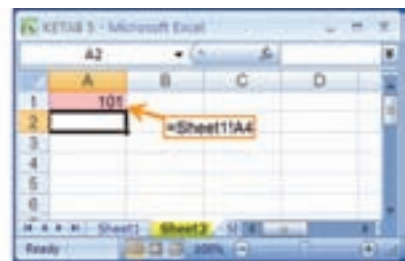 KETAB 5 - Microsoft Excel
A2
A B C D
1 101
=Sheet1!A4
2
3
4
5
6
Sheet1 Sheet2
Ready 100%